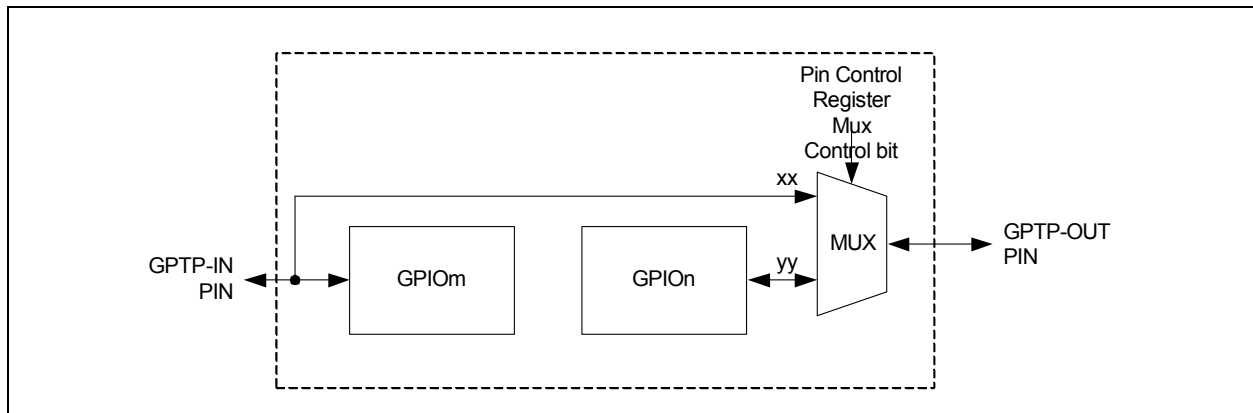 Pin Control
Register
Mux
Control bit
xx
GPTP-IN
PIN
GPIOm
GPIOn
yy
MUX
GPTP-OUT
PIN